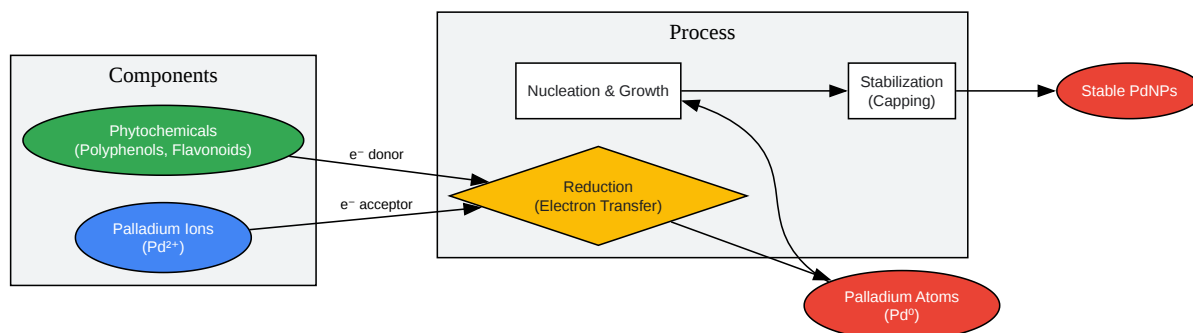 Components
Phytochemicals
(Polyphenols, Flavonoids)
Palladium Ions
(Pd²⁺)
e⁻ donor
e⁻ acceptor
Process
Nucleation & Growth
Stabilization
(Capping)
Reduction
(Electron Transfer)
Stable PdNPs
Palladium Atoms
(Pd⁰)